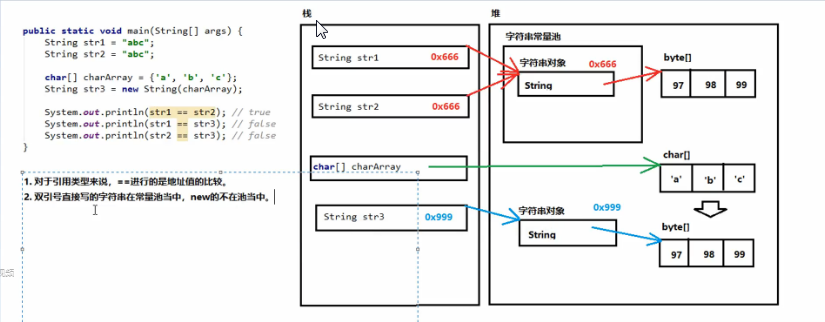 public static void main(String[] args) {
String str1 = "abc";
String str2 = "abc";
char[] charArray = {'a', 'b', 'c'};
String str3 = new String(charArray);
System.out.println(str1 == str2); // true
System.out.println(str1 == str3); // false
System.out.println(str2 == str3); // false
}
1. 对于引用类型来说，==进行的是地址值的比较。
2. 双引号直接写的字符串在常量池当中，new的不在池当中。
栈
String str1 0x666
String str2 0x666
char[] charArray
String str3 0x999
堆
字符串常量池
字符串对象 0x666
String
byte[]
97 98 99
char[]
'a' 'b' 'c'
字符串对象 0x999
String
byte[]
97 98 99